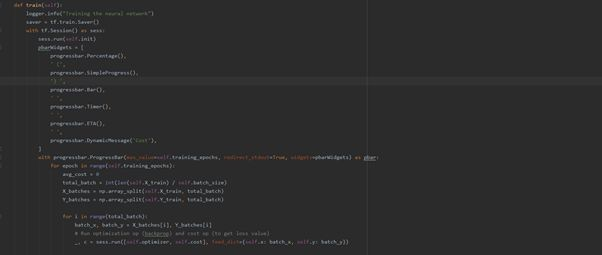 def train(self):
logger.info("Training the neural network")
saver = tf.train.Saver()
with tf.Session() as sess:
sess.run(self.init)
pbarWidgets = [
progressbar.Percentage(),
' (',
progressbar.SimpleProgress(),
') ',
progressbar.Bar(),
' ',
progressbar.Timer(),
' ',
progressbar.ETA(),
' ',
progressbar.DynamicMessage('Cost'),
]
with progressbar.ProgressBar(max_value=self.training_epochs, redirect_stdout=True, widgets=pbarWidgets) as pbar:
for epoch in range(self.training_epochs):
avg_cost = 0
total_batch = int(len(self.X_train) / self.batch_size)
X_batches = np.array_split(self.X_train, total_batch)
Y_batches = np.array_split(self.Y_train, total_batch)
for i in range(total_batch):
batch_x, batch_y = X_batches[i], Y_batches[i]
# Run optimization op (backprop) and cost op (to get loss value)
_, c = sess.run([self.optimizer, self.cost], feed_dict={self.x: batch_x, self.y: batch_y})